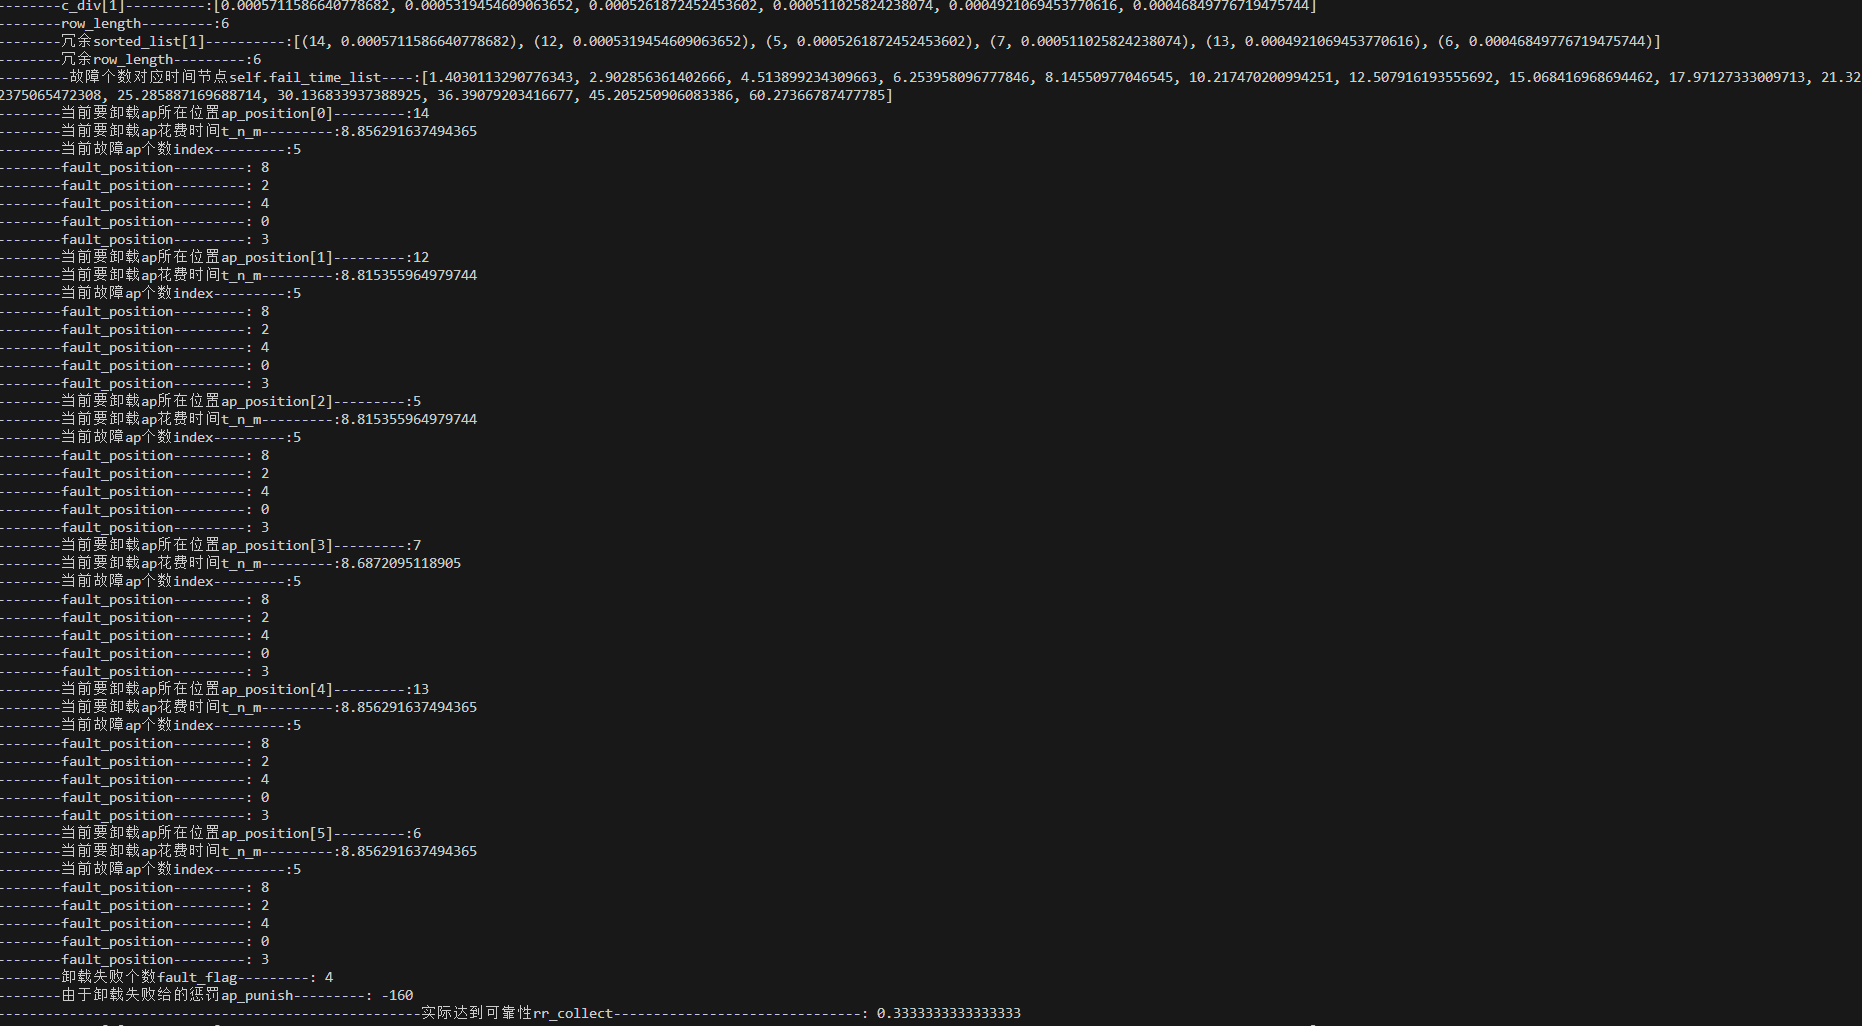 --------c_div[1]----------:[0.0005711586640778682, 0.0005319454609063652, 0.0005261872452453602, 0.000511025824238074, 0.0004921069453770616, 0.00046849776719475744]
--------row_length---------:6
--------冗余sorted_list[1]----------:[(14, 0.0005711586640778682), (12, 0.0005319454609063652), (5, 0.0005261872452453602), (7, 0.000511025824238074), (13, 0.0004921069453770616), (6, 0.00046849776719475744)]
--------冗余row_length---------:6
---------故障个数对应时间节点self.fail_time_list----:[1.4030113290776343, 2.902856361402666, 4.513899234309663, 6.253958096777846, 8.14550977046545, 10.217470200994251, 12.507916193555692, 15.068416968694462, 17.97127333009713, 21.32
2375065472308, 25.285887169688714, 30.136833937388925, 36.39079203416677, 45.205250906083386, 60.27366787477785]
--------当前要卸载ap所在位置ap_position[0]---------:14
--------当前要卸载ap花费时间t_n_m---------:8.856291637494365
--------当前故障ap个数index---------:5
--------fault_position---------: 8
--------fault_position---------: 2
--------fault_position---------: 4
--------fault_position---------: 0
--------fault_position---------: 3
--------当前要卸载ap所在位置ap_position[1]---------:12
--------当前要卸载ap花费时间t_n_m---------:8.815355964979744
--------当前故障ap个数index---------:5
--------fault_position---------: 8
--------fault_position---------: 2
--------fault_position---------: 4
--------fault_position---------: 0
--------fault_position---------: 3
--------当前要卸载ap所在位置ap_position[2]---------:5
--------当前要卸载ap花费时间t_n_m---------:8.815355964979744
--------当前故障ap个数index---------:5
--------fault_position---------: 8
--------fault_position---------: 2
--------fault_position---------: 4
--------fault_position---------: 0
--------fault_position---------: 3
--------当前要卸载ap所在位置ap_position[3]---------:7
--------当前要卸载ap花费时间t_n_m---------:8.6872095118905
--------当前故障ap个数index---------:5
--------fault_position---------: 8
--------fault_position---------: 2
--------fault_position---------: 4
--------fault_position---------: 0
--------fault_position---------: 3
--------当前要卸载ap所在位置ap_position[4]---------:13
--------当前要卸载ap花费时间t_n_m---------:8.856291637494365
--------当前故障ap个数index---------:5
--------fault_position---------: 8
--------fault_position---------: 2
--------fault_position---------: 4
--------fault_position---------: 0
--------fault_position---------: 3
--------当前要卸载ap所在位置ap_position[5]---------:6
--------当前要卸载ap花费时间t_n_m---------:8.856291637494365
--------当前故障ap个数index---------:5
--------fault_position---------: 8
--------fault_position---------: 2
--------fault_position---------: 4
--------fault_position---------: 0
--------fault_position---------: 3
--------卸载失败个数fault_flag---------: 4
--------由于卸载失败给的惩罚ap_punish---------: -160
-----------------------------------------------------实际达到可靠性rr_collect-------------------------------: 0.3333333333333333